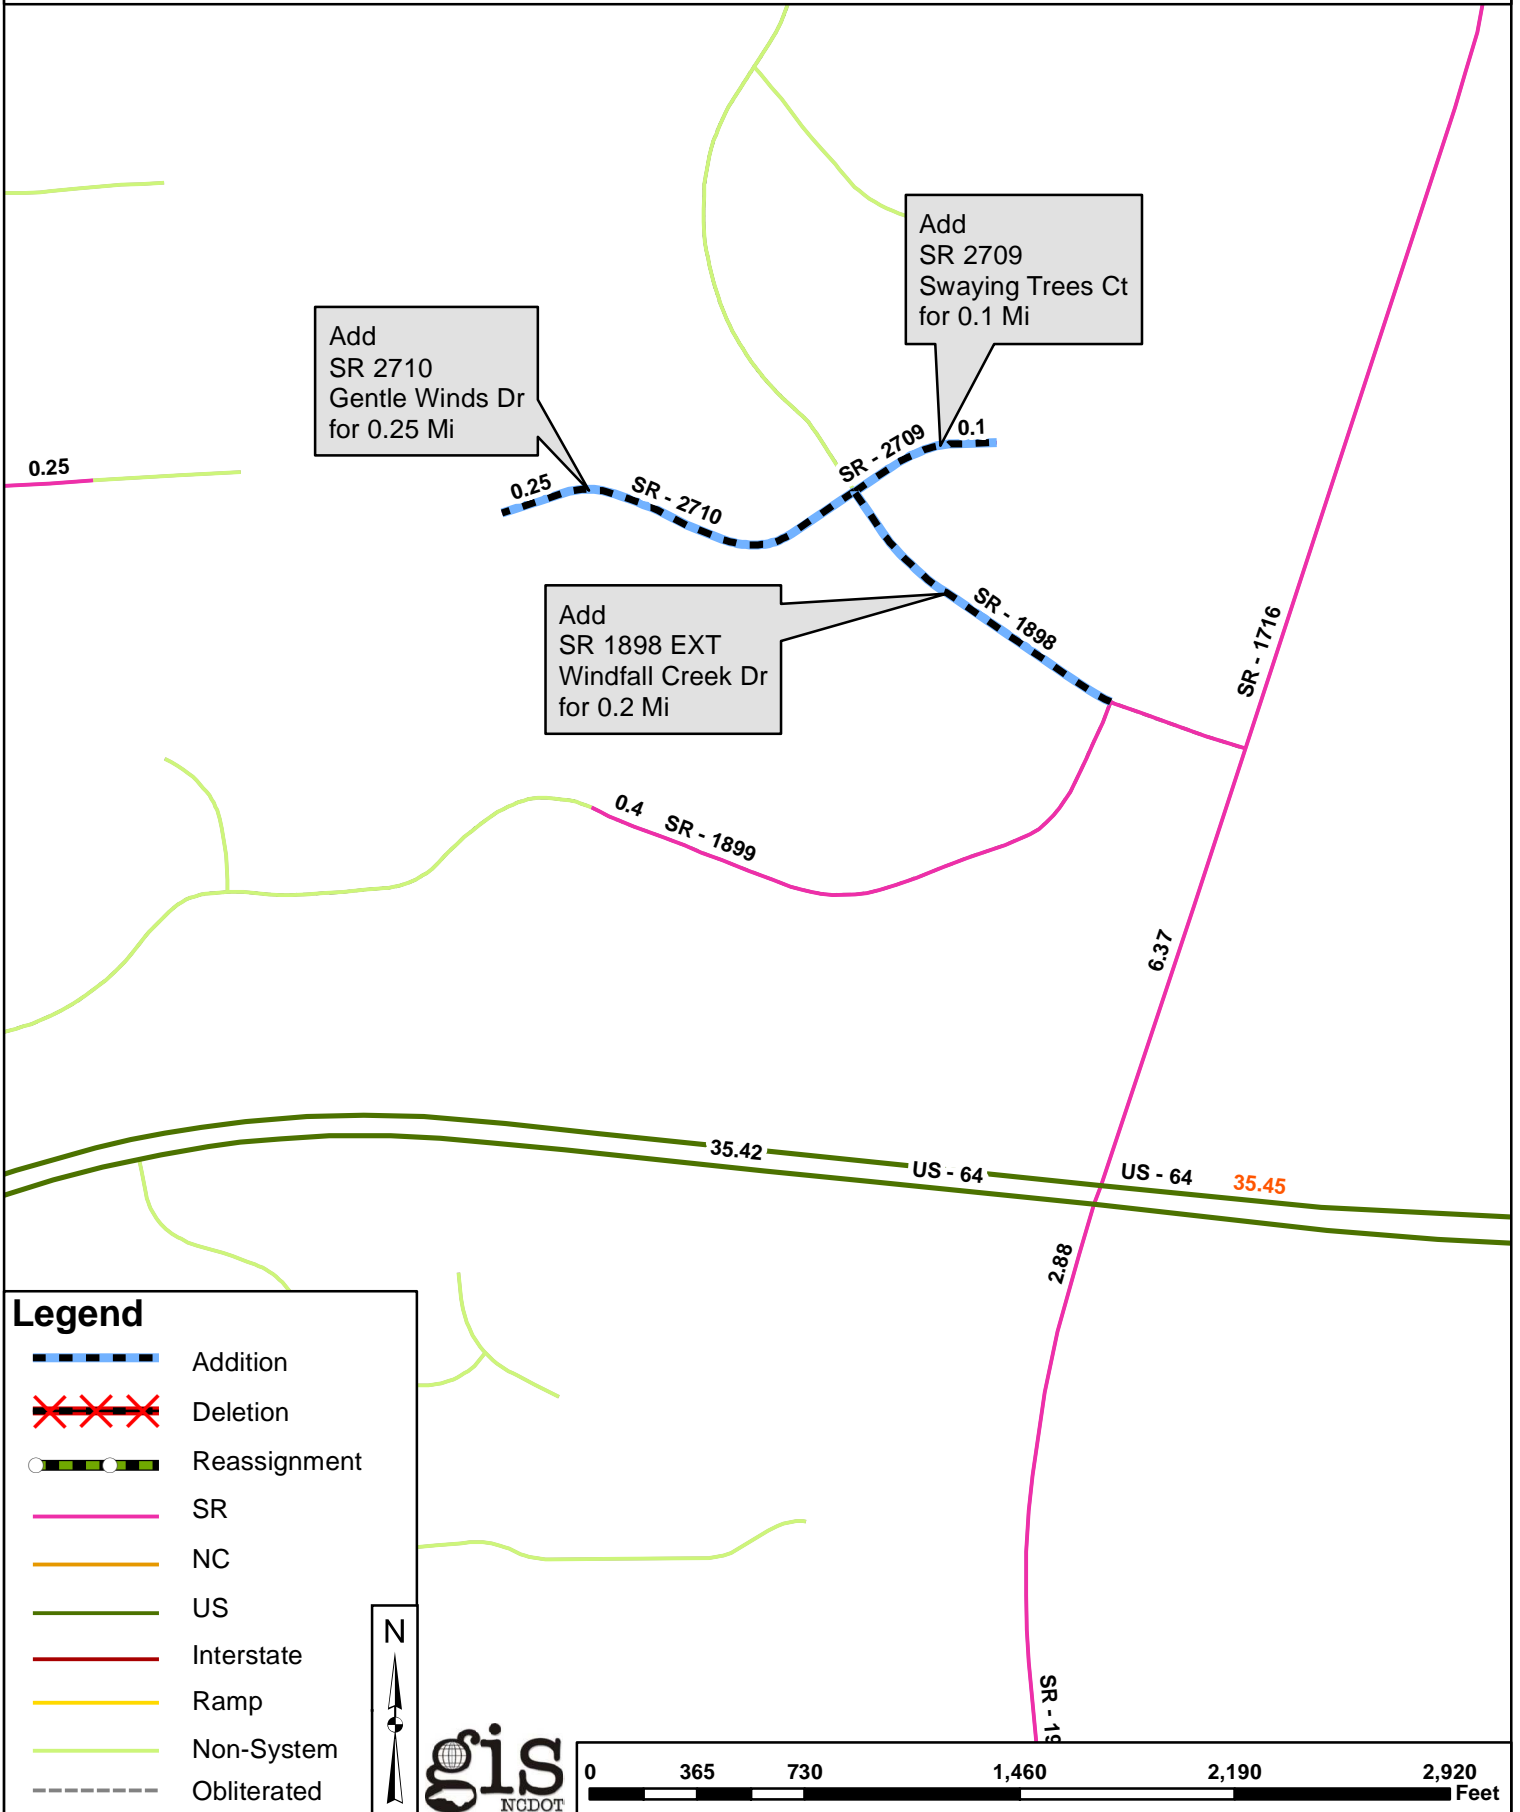 Add
SR 2709
Swaying Trees Ct
for 0.1 Mi
Add
SR 2710
Gentle Winds Dr
for 0.25 Mi
0.1
SR - 2709
0.25
0.25
SR - 2710
Add
SR 1898 EXT
Windfall Creek Dr
for 0.2 Mi
SR - 1898
SR - 1716
0.4
SR - 1899
6.37
35.42
US - 64
US - 64
35.45
2.88
Legend
Addition
Deletion
Reassignment
SR
NC
US
Interstate
Ramp
Non-System
Obliterated
N
gis
NCDOT
SR - 19
0 365 730 1,460 2,190 2,920
Feet